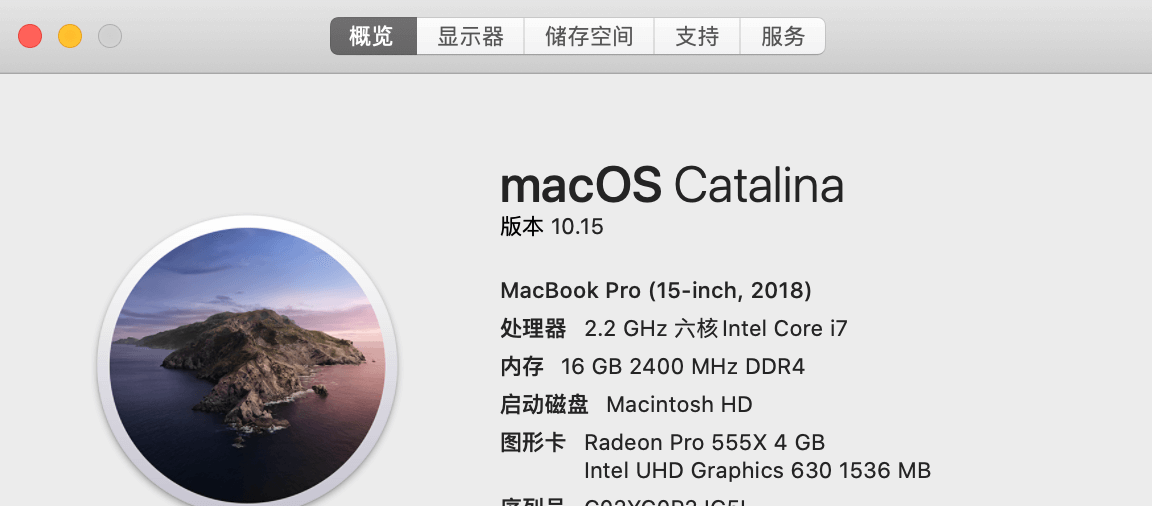 概览 显示器 储存空间 支持 服务
macOS Catalina
版本 10.15
MacBook Pro (15-inch, 2018)
处理器 2.2 GHz 六核Intel Core i7
内存 16 GB 2400 MHz DDR4
启动磁盘 Macintosh HD
图形卡 Radeon Pro 555X 4 GB
Intel UHD Graphics 630 1536 MB
序列号